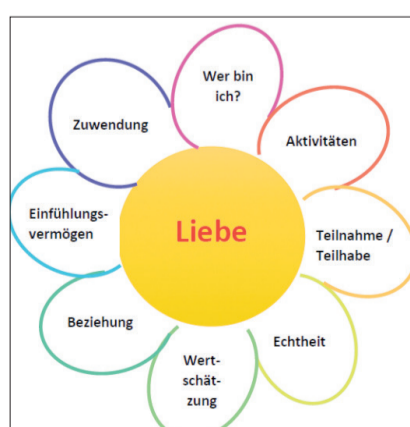 Wer bin
ich?
Aktivitäten
Teilnahme /
Teilhabe
Echtheit
Wert-
schät-
zung
Beziehung
Einfühlungs-
vermögen
Zuwendung
Liebe